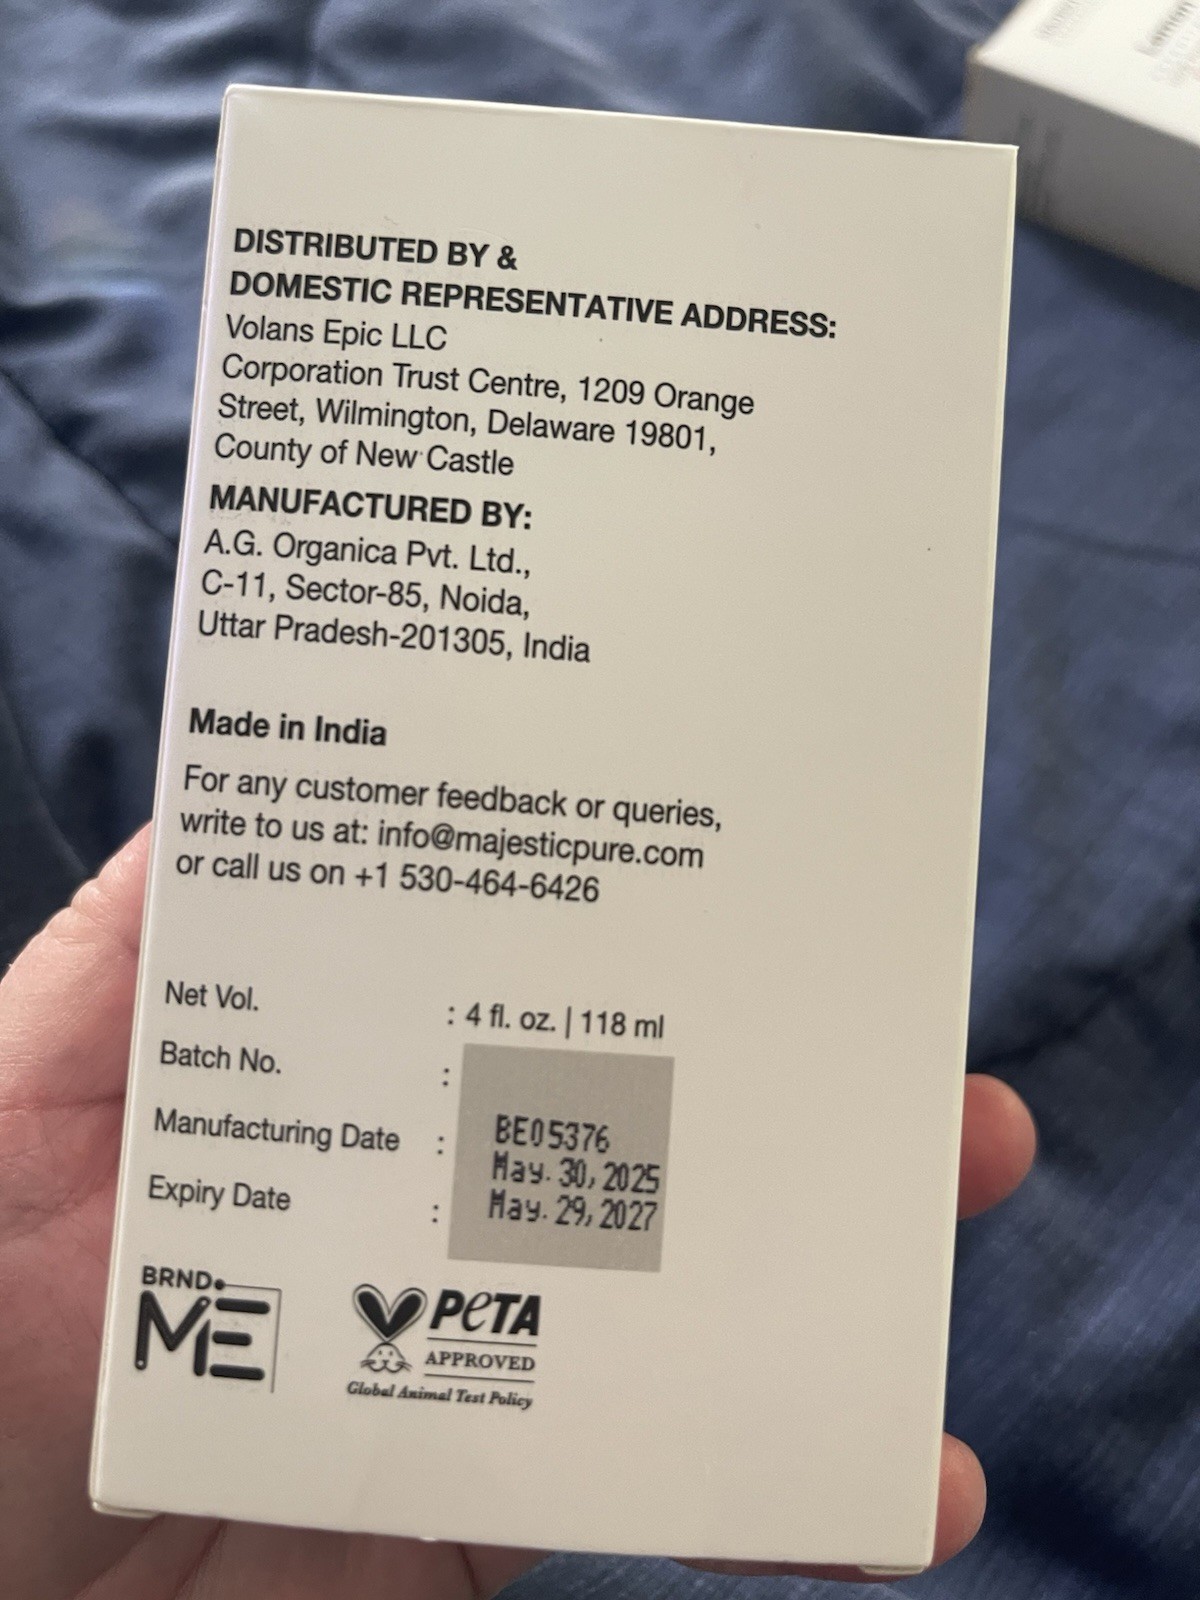 DISTRIBUTED BY &
DOMESTIC REPRESENTATIVE ADDRESS:
Volans Epic LLC
Corporation Trust Centre, 1209 Orange
Street, Wilmington, Delaware 19801,
County of New Castle
MANUFACTURED BY:
A.G. Organica Pvt. Ltd.,
C-11, Sector-85, Noida,
Uttar Pradesh-201305, India
Made in India
For any customer feedback or queries,
write to us at: info@majesticpure.com
or call us on +1 530-464-6426
Net Vol. : 4 fl. oz. | 118 ml
Batch No. : BE05376
Manufacturing Date : May. 30, 2025
Expiry Date : May. 29, 2027
BRND.
ME
PeTA
APPROVED
Global Animal Test Policy